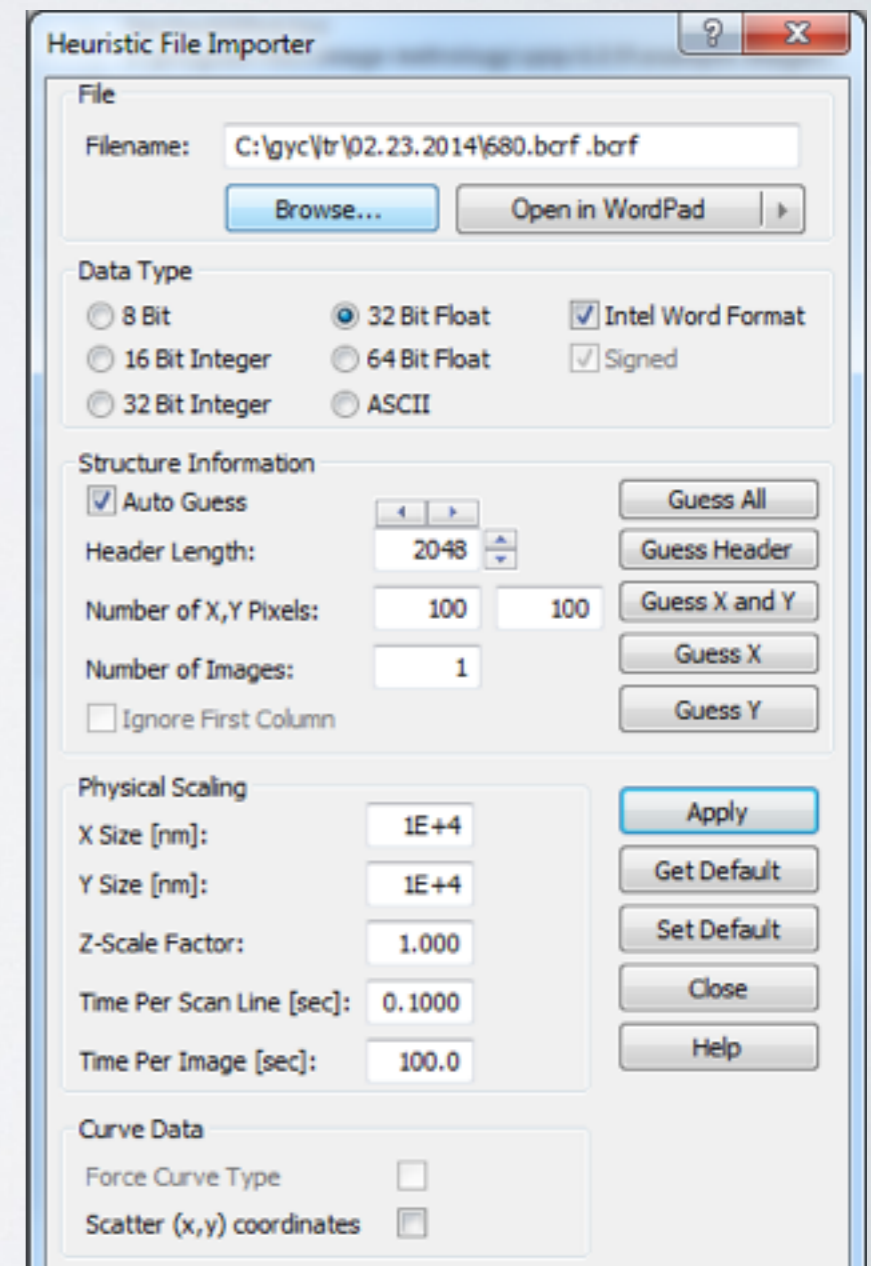 Heuristic File Importer
File
Filename: C:\gyc\ltr\02.23.2014\680.bcrf .bcrf
Browse... Open in WordPad
Data Type
8 Bit 32 Bit Float Intel Word Format
16 Bit Integer 64 Bit Float Signed
32 Bit Integer ASCII
Structure Information
Auto Guess Guess All
Header Length: 2048 Guess Header
Number of X,Y Pixels: 100 100 Guess X and Y
Number of Images: 1 Guess X
Ignore First Column Guess Y
Physical Scaling
X Size [nm]: 1E+4 Apply
Y Size [nm]: 1E+4 Get Default
Z-Scale Factor: 1.000 Set Default
Time Per Scan Line [sec]: 0.1000 Close
Time Per Image [sec]: 100.0 Help
Curve Data
Force Curve Type
Scatter (x,y) coordinates